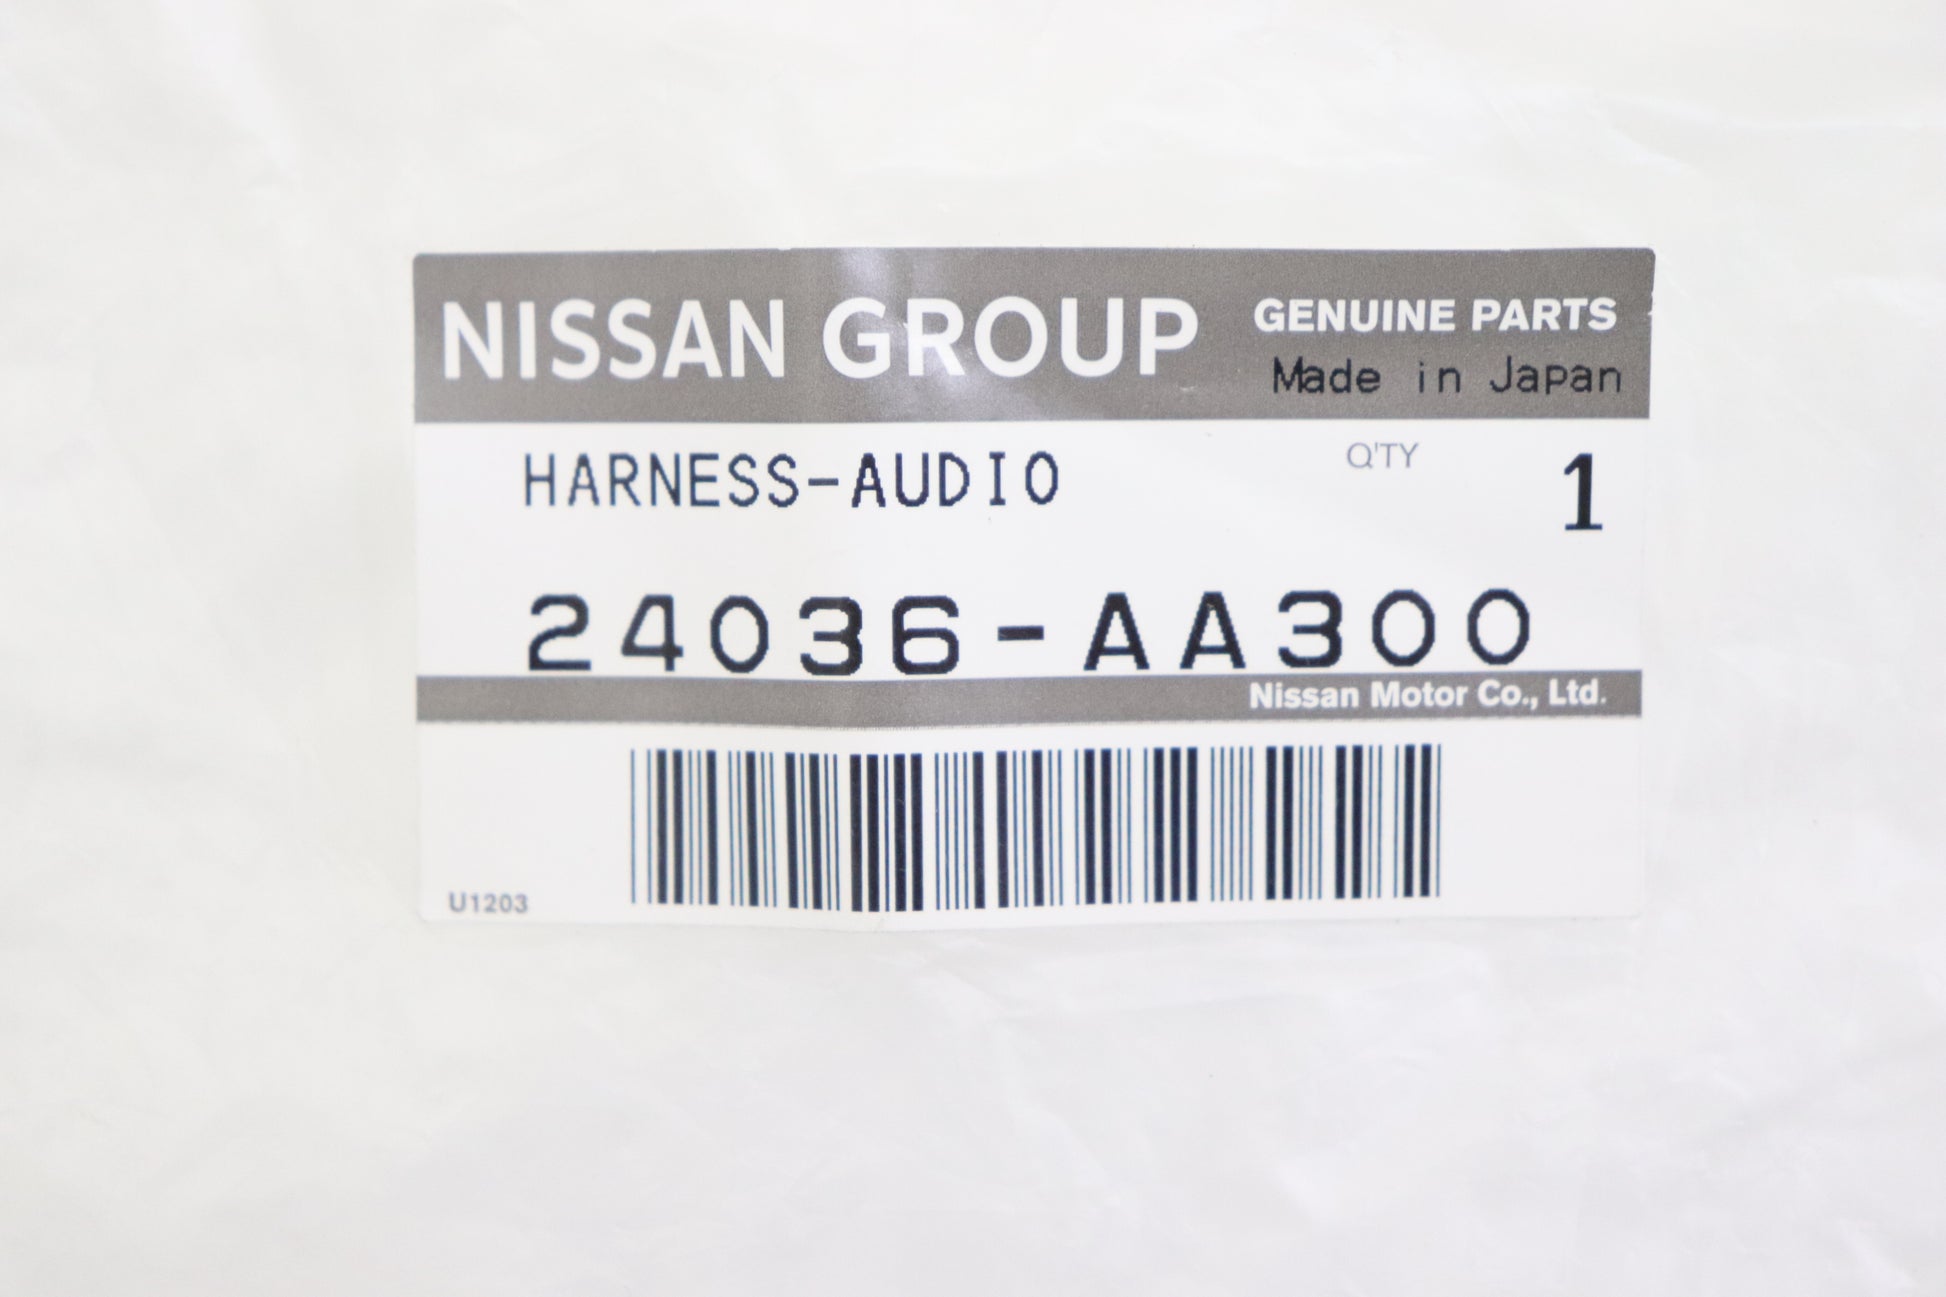 NISSAN GROUP GENUINE PARTS
Made in Japan
HARNESS-AUDIO Q'TY 1
24036-AA300
Nissan Motor Co., Ltd.
U1203